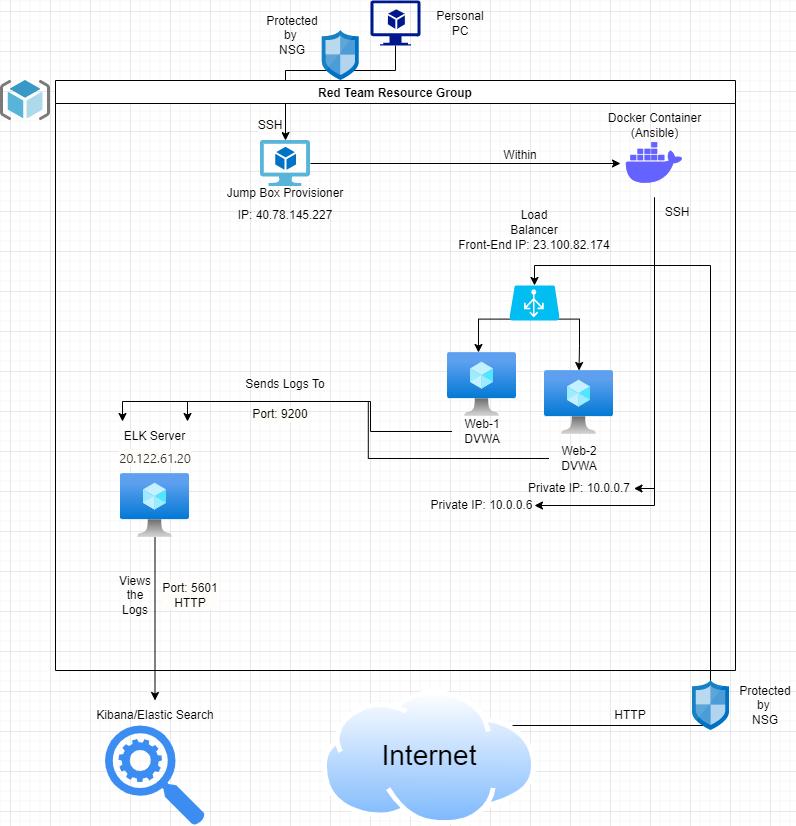 Protected
by
NSG
Personal
PC
Red Team Resource Group
SSH
Jump Box Provisioner
IP: 40.78.145.227
Within
Docker Container
(Ansible)
SSH
Load
Balancer
Front-End IP: 23.100.82.174
Web-1
DVWA
Web-2
DVWA
Private IP: 10.0.0.7
Private IP: 10.0.0.6
Sends Logs To
Port: 9200
ELK Server
20.122.61.20
Views
the
Logs
Port: 5601
HTTP
Kibana/Elastic Search
Internet
HTTP
Protected
by
NSG